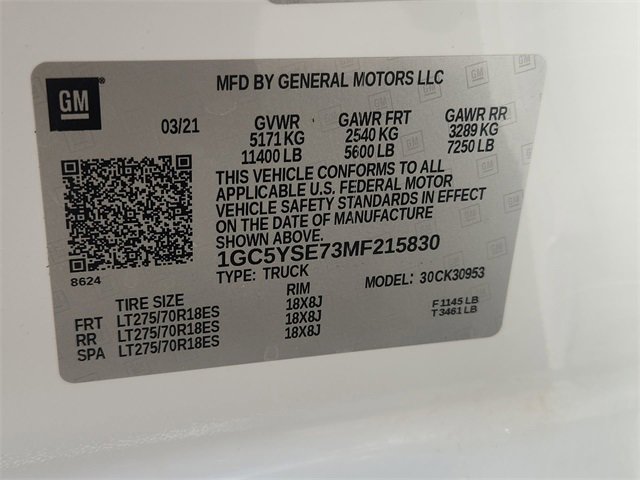 GM
MFD BY GENERAL MOTORS LLC
03/21 GVWR GAWR FRT GAWR RR
5171 KG 2540 KG 3289 KG
11400 LB 5600 LB 7250 LB
THIS VEHICLE CONFORMS TO ALL
APPLICABLE U.S. FEDERAL MOTOR
VEHICLE SAFETY STANDARDS IN EFFECT
ON THE DATE OF MANUFACTURE
SHOWN ABOVE.
1GC5YSE73MF215830
8624
TYPE: TRUCK MODEL: 30CK30953
TIRE SIZE RIM
FRT LT275/70R18ES 18X8J F 1145 LB
RR LT275/70R18ES 18X8J T 3461 LB
SPA LT275/70R18ES 18X8J